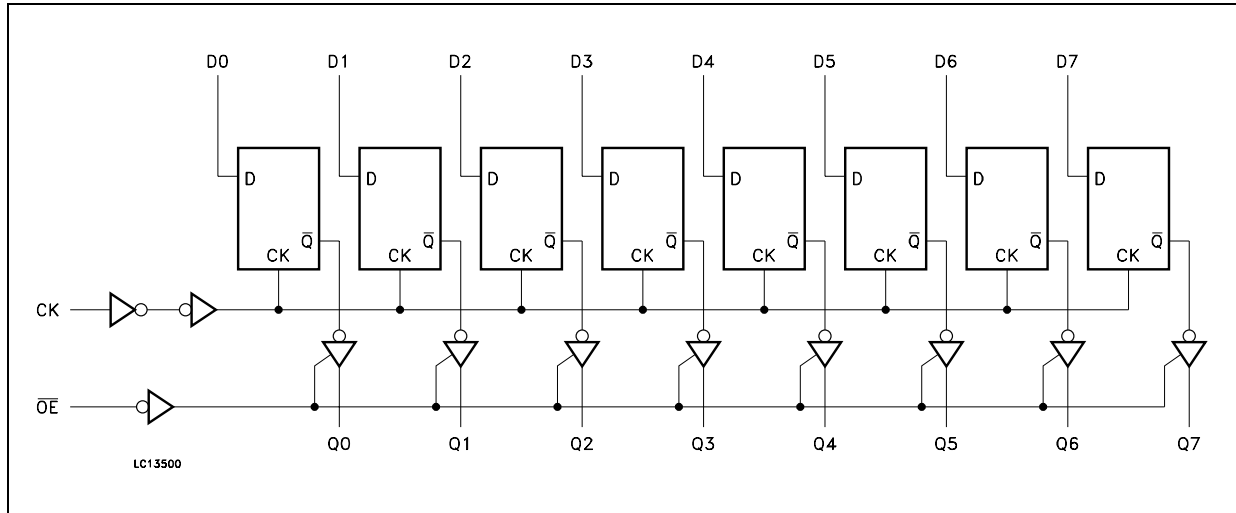 D0 D1 D2 D3 D4 D5 D6 D7
D D D D D D D D
Q̅ Q̅ Q̅ Q̅ Q̅ Q̅ Q̅ Q̅
CK CK CK CK CK CK CK CK
CK
O̅E̅
Q0 Q1 Q2 Q3 Q4 Q5 Q6 Q7
LC13500